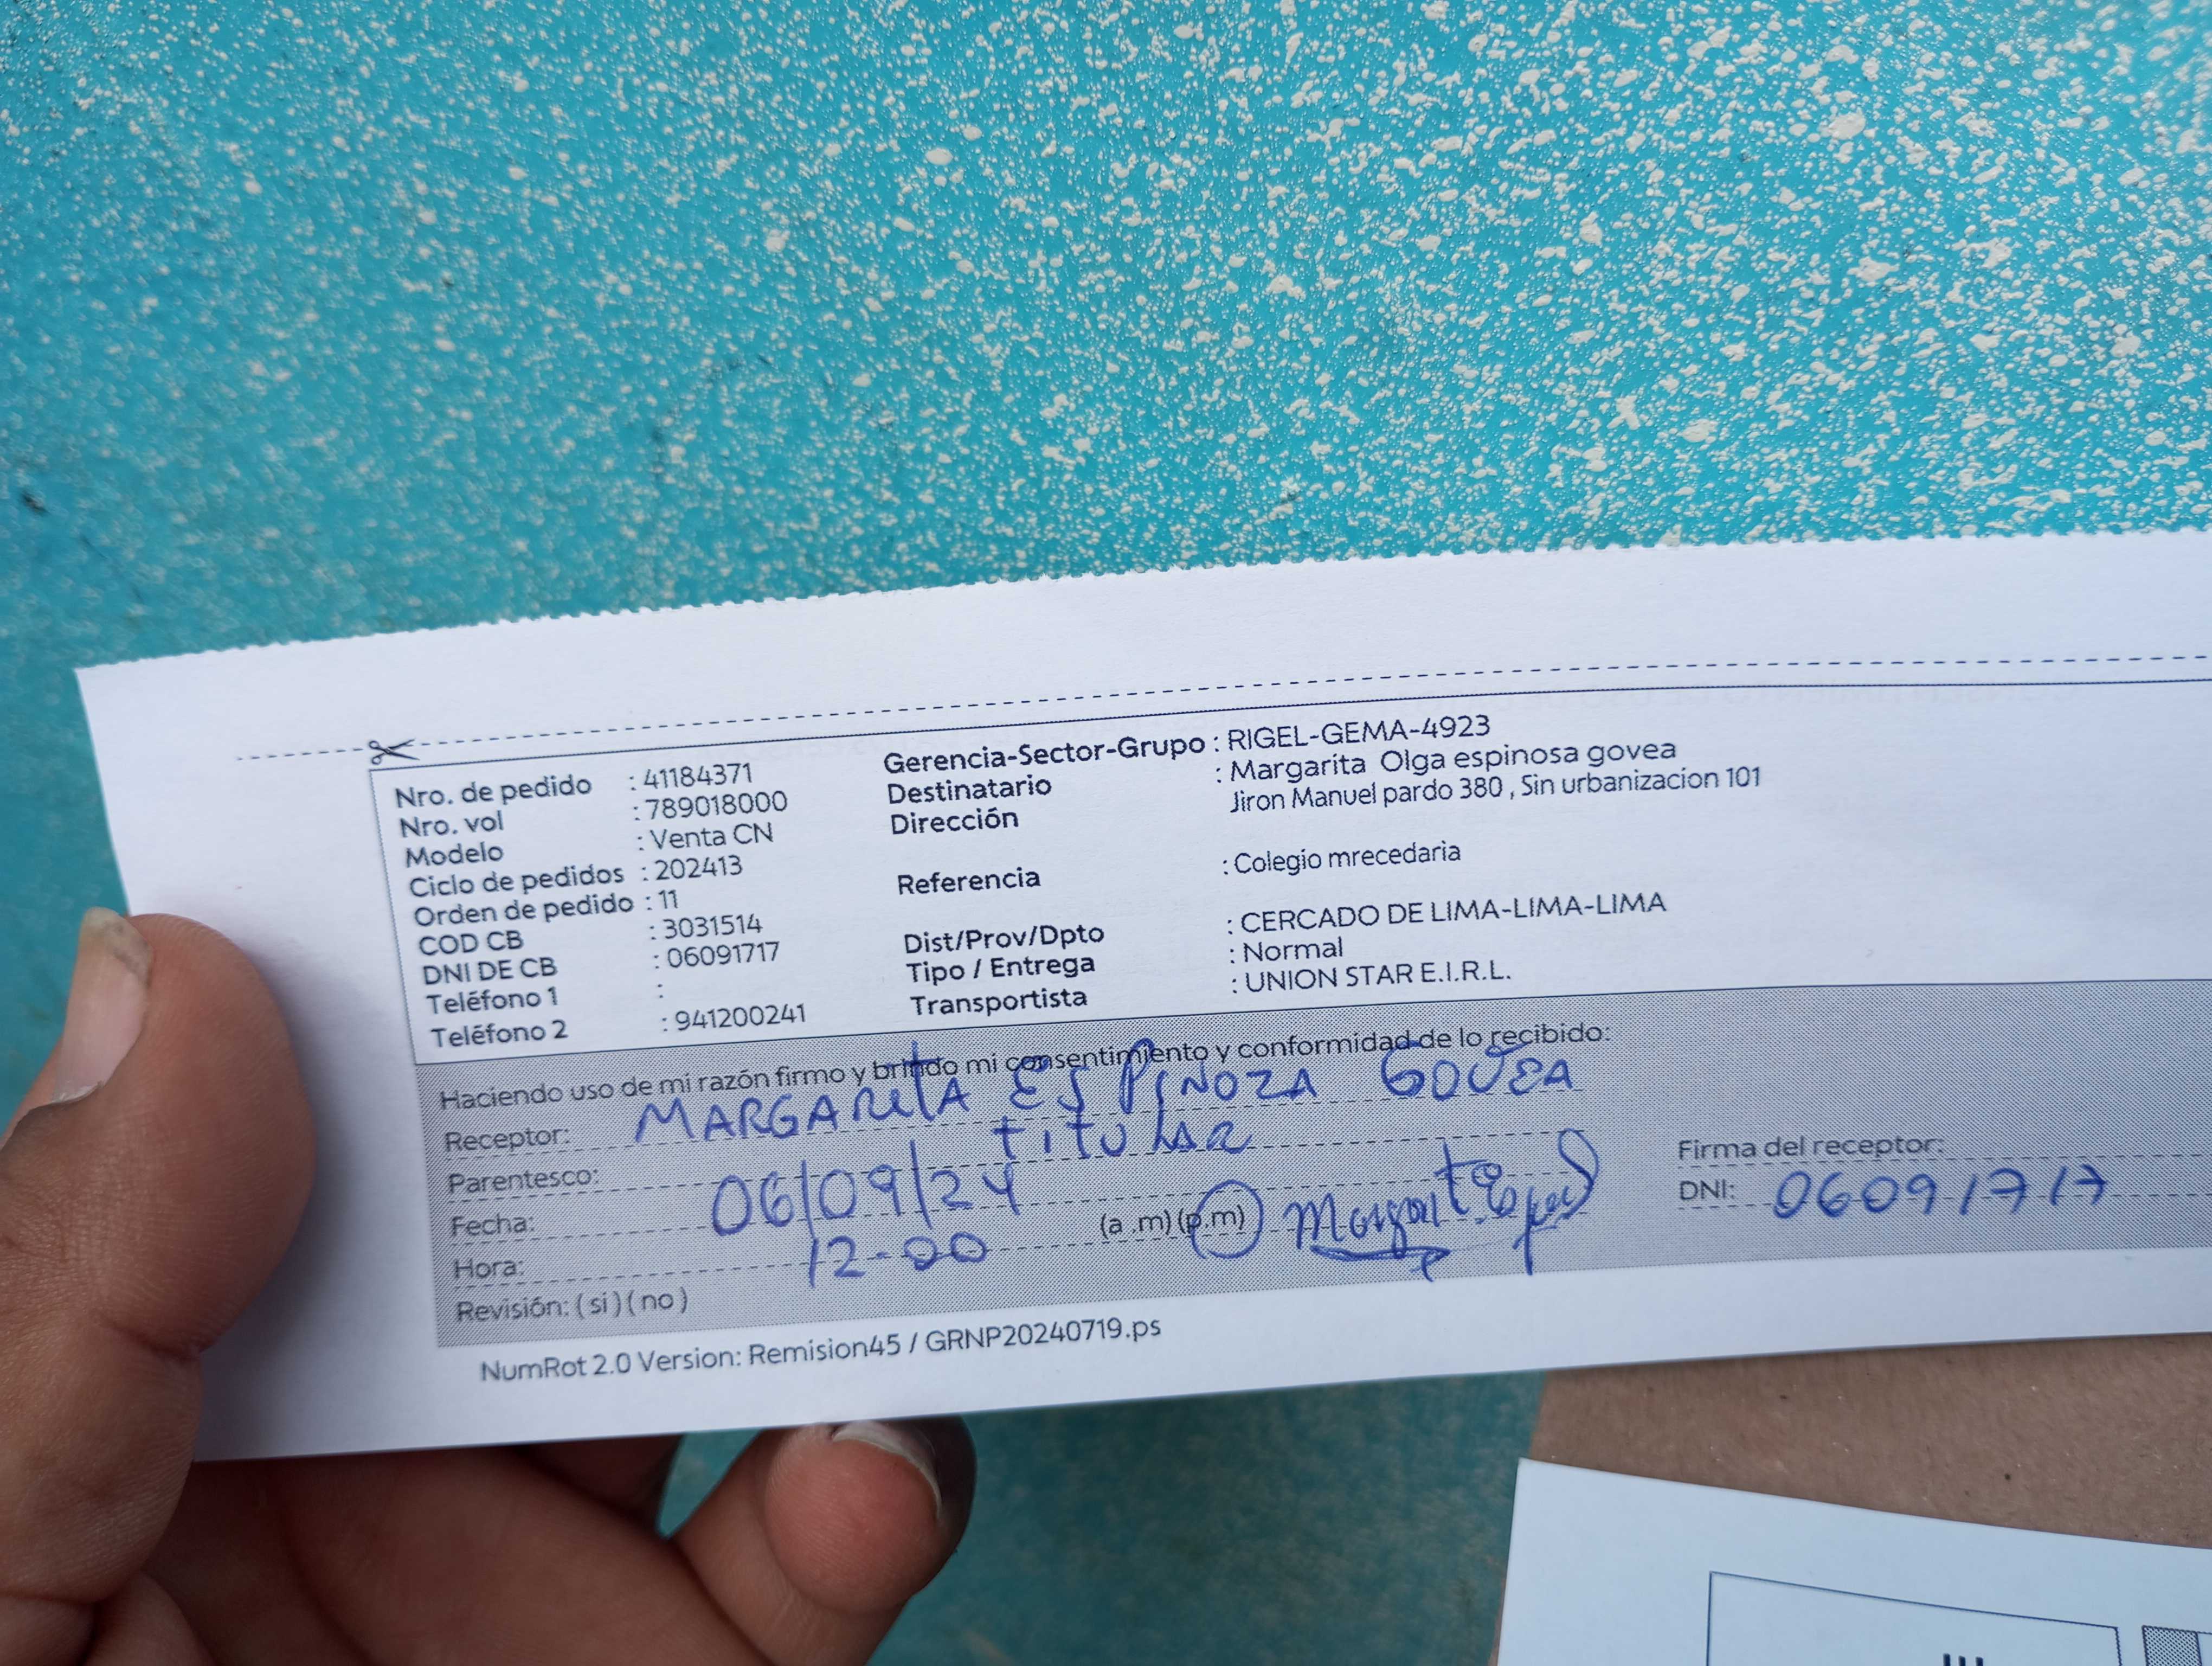 Nro. de pedido : 41184371
Nro. vol : 789018000
Modelo : Venta CN
Ciclo de pedidos : 202413
Orden de pedido : 11
COD CB : 3031514
DNI DE CB : 06091717
Teléfono 1 :
Teléfono 2 : 941200241
Gerencia-Sector-Grupo : RIGEL-GEMA-4923
Destinatario : Margarita Olga espinosa govea
Dirección Jiron Manuel pardo 380 , Sin urbanizacion 101
Referencia : Colegio mrecedaria
Dist/Prov/Dpto : CERCADO DE LIMA-LIMA-LIMA
Tipo / Entrega : Normal
Transportista : UNION STAR E.I.R.L.
Haciendo uso de mi razón firmo y brindo mi consentimiento y conformidad de lo recibido:
Receptor: MARGARITA ESPINOZA GOVEA
Parentesco: TITULAR
Fecha: 06/09/24
Hora: 12-00 (a .m) (p.m)
Revisión: ( si ) ( no )
Firma del receptor:
DNI: 06091717
NumRot 2.0 Version: Remision45 / GRNP20240719.ps